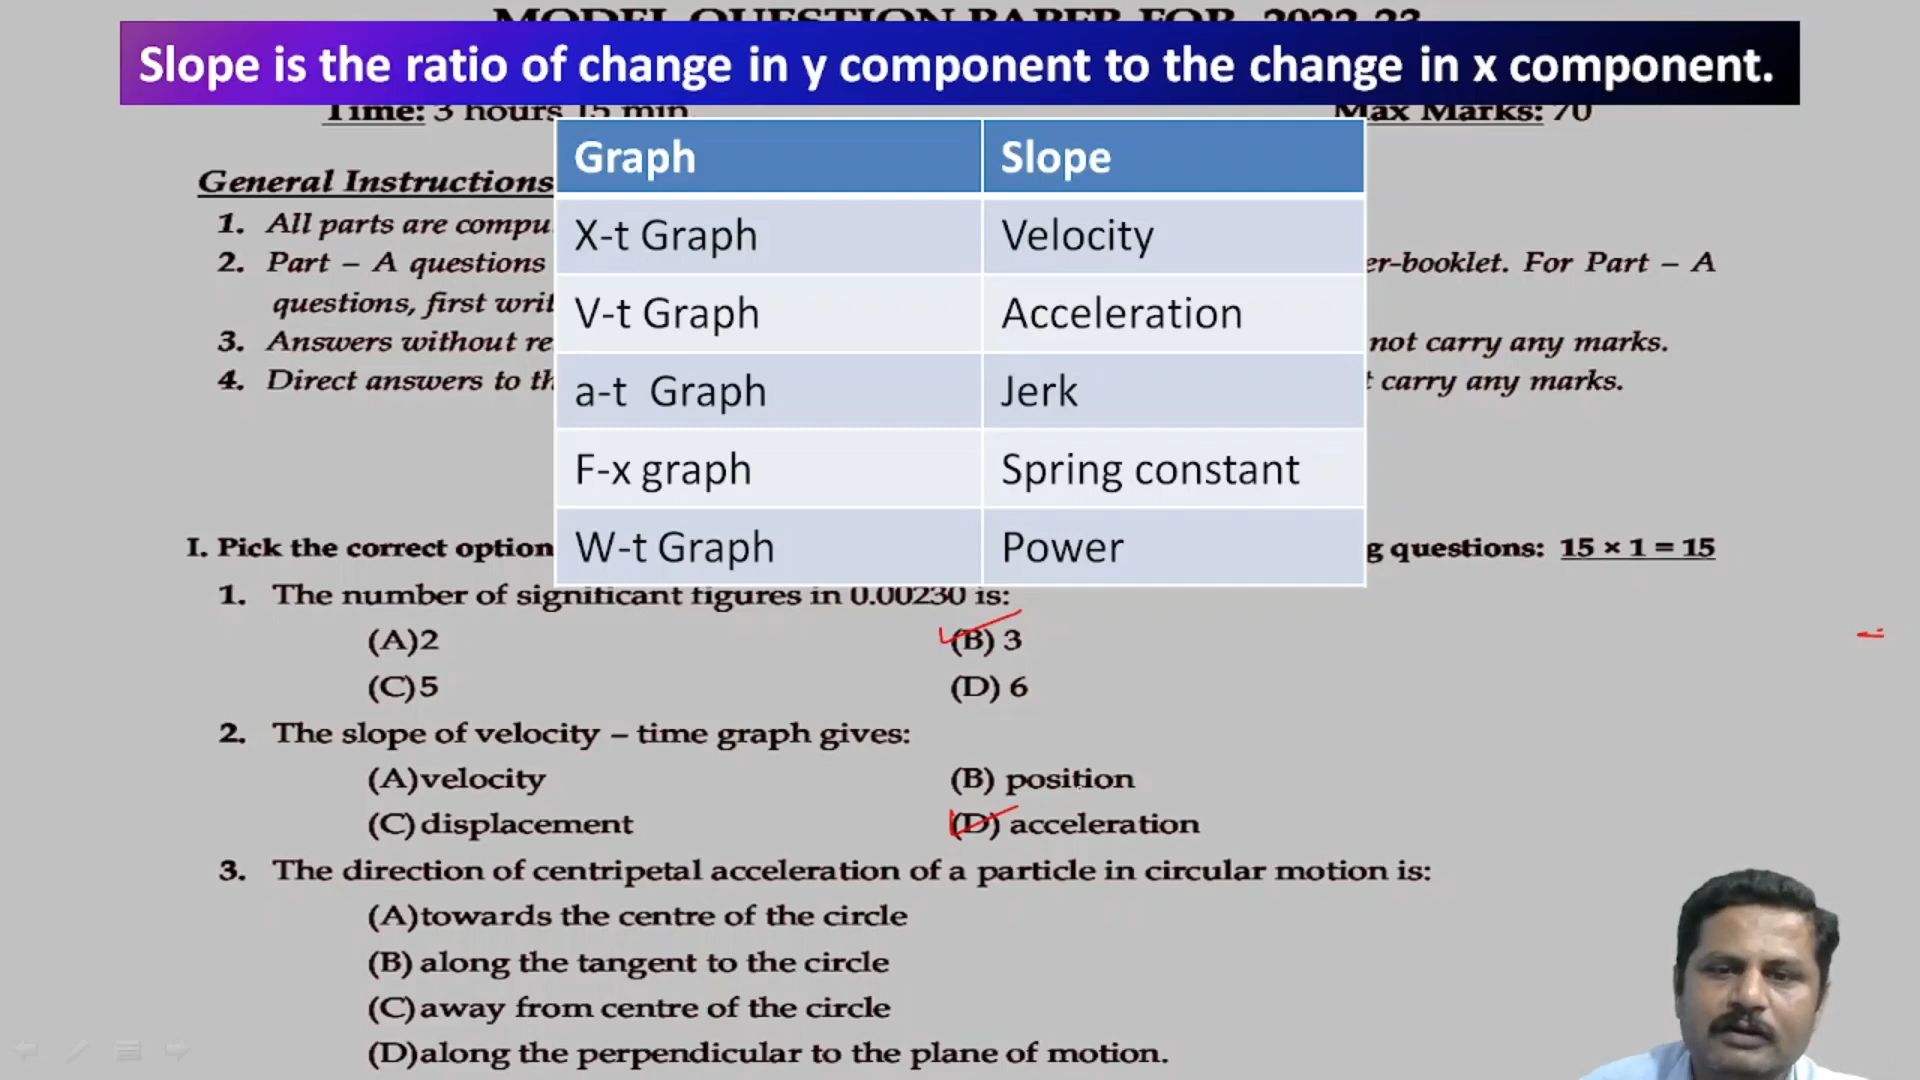 MODEL QUESTION PAPER FOR 2022-23
Slope is the ratio of change in y component to the change in x component.
Time: 3 hours 15 min. Max Marks: 70
Graph Slope
General Instructions
X-t Graph Velocity
1. All parts are compu
2. Part – A questions er-booklet. For Part – A
questions, first writ
V-t Graph Acceleration
3. Answers without re not carry any marks.
4. Direct answers to th t carry any marks.
a-t Graph Jerk
F-x graph Spring constant
W-t Graph Power
I. Pick the correct option g questions: 15 × 1 = 15
1. The number of significant figures in 0.00230 is:
(A)2 (B) 3
(C)5 (D) 6
2. The slope of velocity – time graph gives:
(A)velocity (B) position
(C)displacement (D) acceleration
3. The direction of centripetal acceleration of a particle in circular motion is:
(A)towards the centre of the circle
(B) along the tangent to the circle
(C)away from centre of the circle
(D)along the perpendicular to the plane of motion.